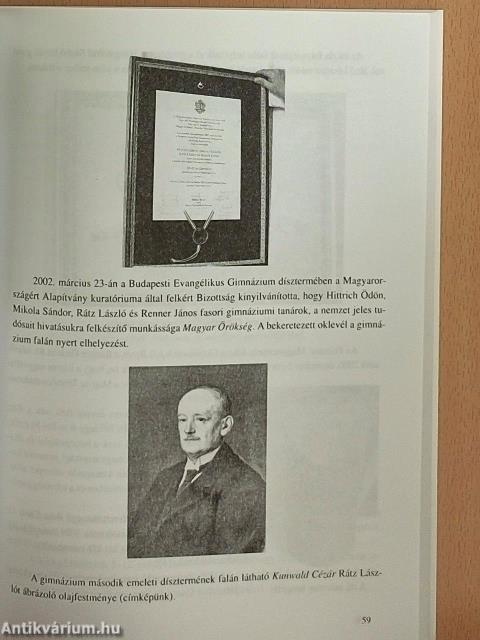 2002. március 23-án a Budapesti Evangélikus Gimnázium dísztermében a Magyaror-
szágért Alapítvány kuratóriuma által felkért Bizottság kinyilvánította, hogy Hittrich Ödön,
Mikola Sándor, Rátz László és Renner János fasori gimnáziumi tanárok, a nemzet jeles tu-
dósait hivatásukra felkészítő munkássága Magyar Örökség. A bekeretezett oklevél a gimná-
zium falán nyert elhelyezést.
A gimnázium második emeleti dísztermének falán látható Kunwald Cézár Rátz Lász-
lót ábrázoló olajfestménye (címképünk).
59
Antikvárium.hu